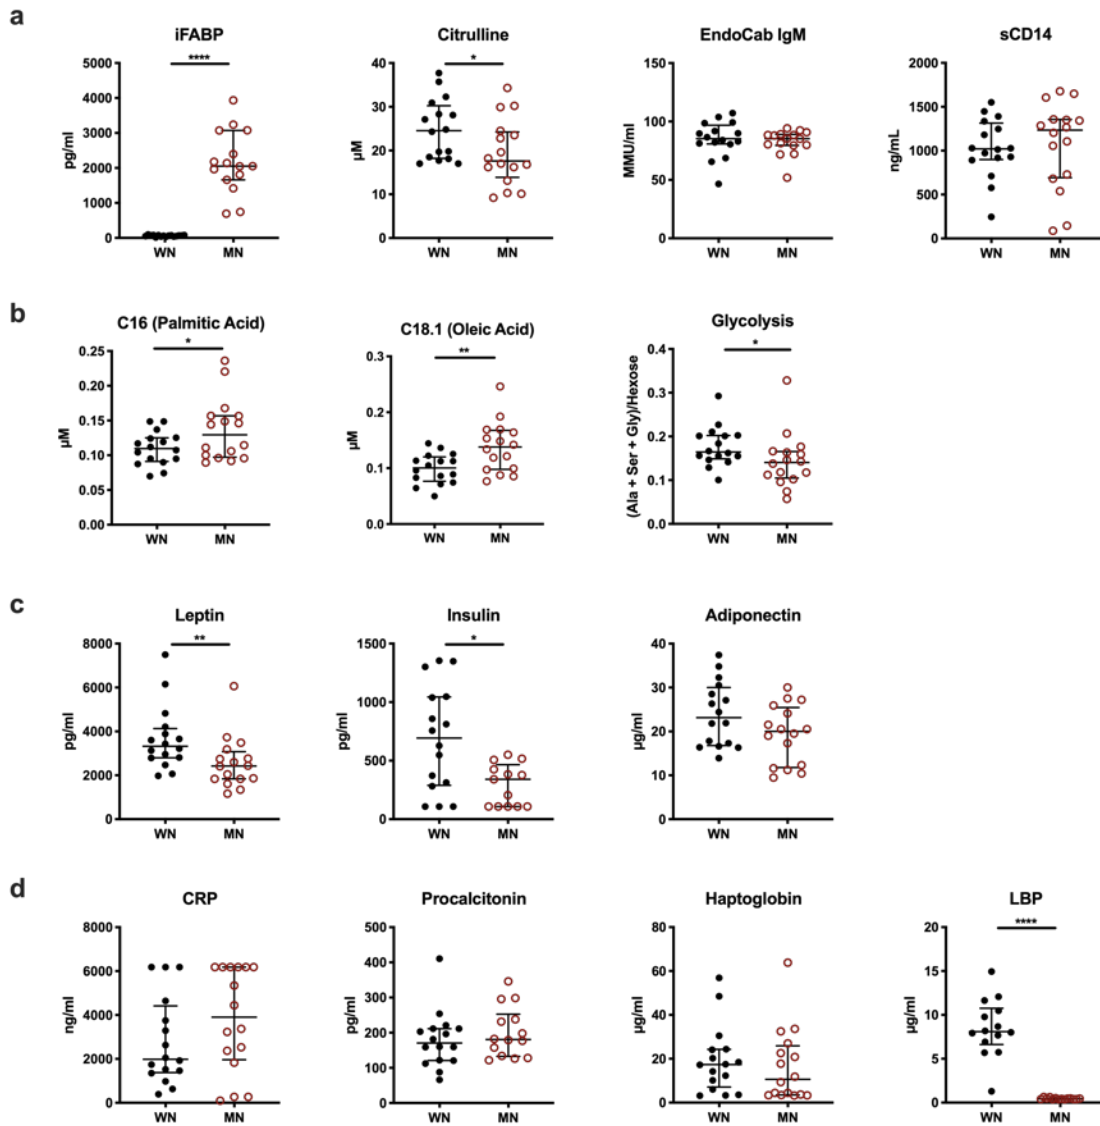 a
iFABP
****
pg/ml
5000
4000
3000
2000
1000
0
WN MN
Citrulline
*
µM
40
30
20
10
0
WN MN
EndoCab IgM
MMU/ml
150
100
50
0
WN MN
sCD14
ng/mL
2000
1500
1000
500
0
WN MN
b
C16 (Palmitic Acid)
*
µM
0.25
0.20
0.15
0.10
0.05
0.00
WN MN
C18.1 (Oleic Acid)
**
µM
0.3
0.2
0.1
0.0
WN MN
Glycolysis
*
(Ala + Ser + Gly)/Hexose
0.4
0.3
0.2
0.1
0.0
WN MN
c
Leptin
**
pg/ml
8000
6000
4000
2000
0
WN MN
Insulin
*
pg/ml
1500
1000
500
0
WN MN
Adiponectin
µg/ml
40
30
20
10
0
WN MN
d
CRP
ng/ml
8000
6000
4000
2000
0
WN MN
Procalcitonin
pg/ml
500
400
300
200
100
0
WN MN
Haptoglobin
µg/ml
80
60
40
20
0
WN MN
LBP
****
µg/ml
20
15
10
5
0
WN MN